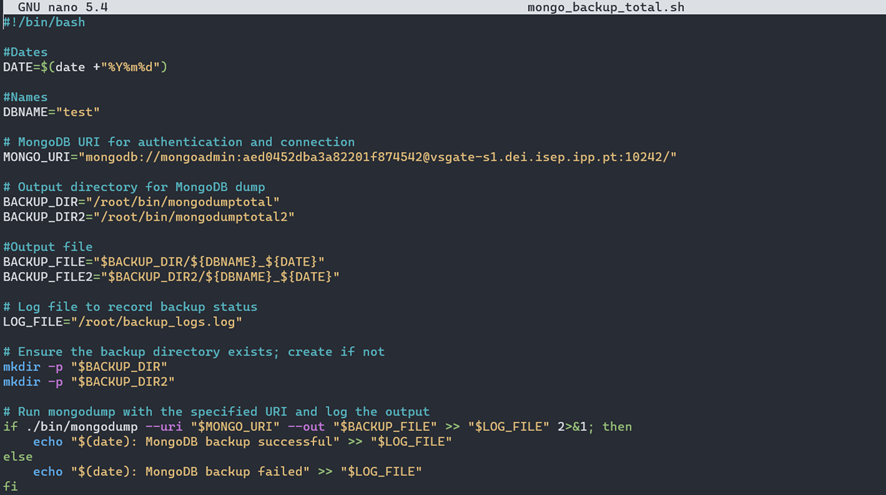 GNU nano 5.4 mongo_backup_total.sh
#!/bin/bash
#Dates
DATE=$(date +"%Y%m%d")
#Names
DBNAME="test"
# MongoDB URI for authentication and connection
MONGO_URI="mongodb://mongoadmin:aed0452dba3a82201f874542@vsgate-s1.dei.isep.ipp.pt:10242/"
# Output directory for MongoDB dump
BACKUP_DIR="/root/bin/mongodumptotal"
BACKUP_DIR2="/root/bin/mongodumptotal2"
#Output file
BACKUP_FILE="$BACKUP_DIR/${DBNAME}_${DATE}"
BACKUP_FILE2="$BACKUP_DIR2/${DBNAME}_${DATE}"
# Log file to record backup status
LOG_FILE="/root/backup_logs.log"
# Ensure the backup directory exists; create if not
mkdir -p "$BACKUP_DIR"
mkdir -p "$BACKUP_DIR2"
# Run mongodump with the specified URI and log the output
if ./bin/mongodump --uri "$MONGO_URI" --out "$BACKUP_FILE" >> "$LOG_FILE" 2>&1; then
    echo "$(date): MongoDB backup successful" >> "$LOG_FILE"
else
    echo "$(date): MongoDB backup failed" >> "$LOG_FILE"
fi